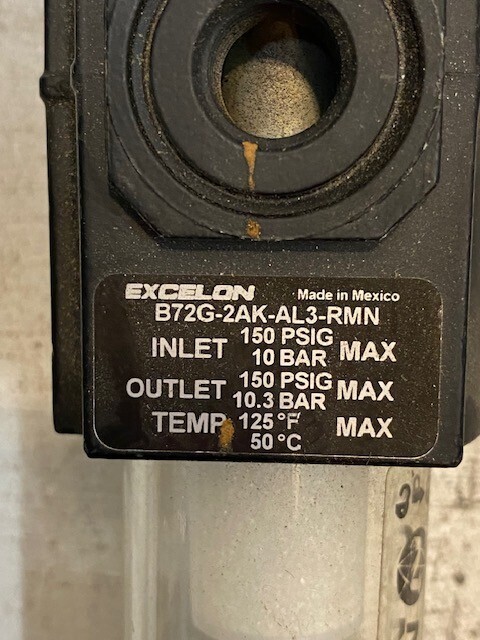 EXCELON Made in Mexico
B72G-2AK-AL3-RMN
INLET 150 PSIG 10 BAR MAX
OUTLET 150 PSIG 10.3 BAR MAX
TEMP 125 °F 50 °C MAX